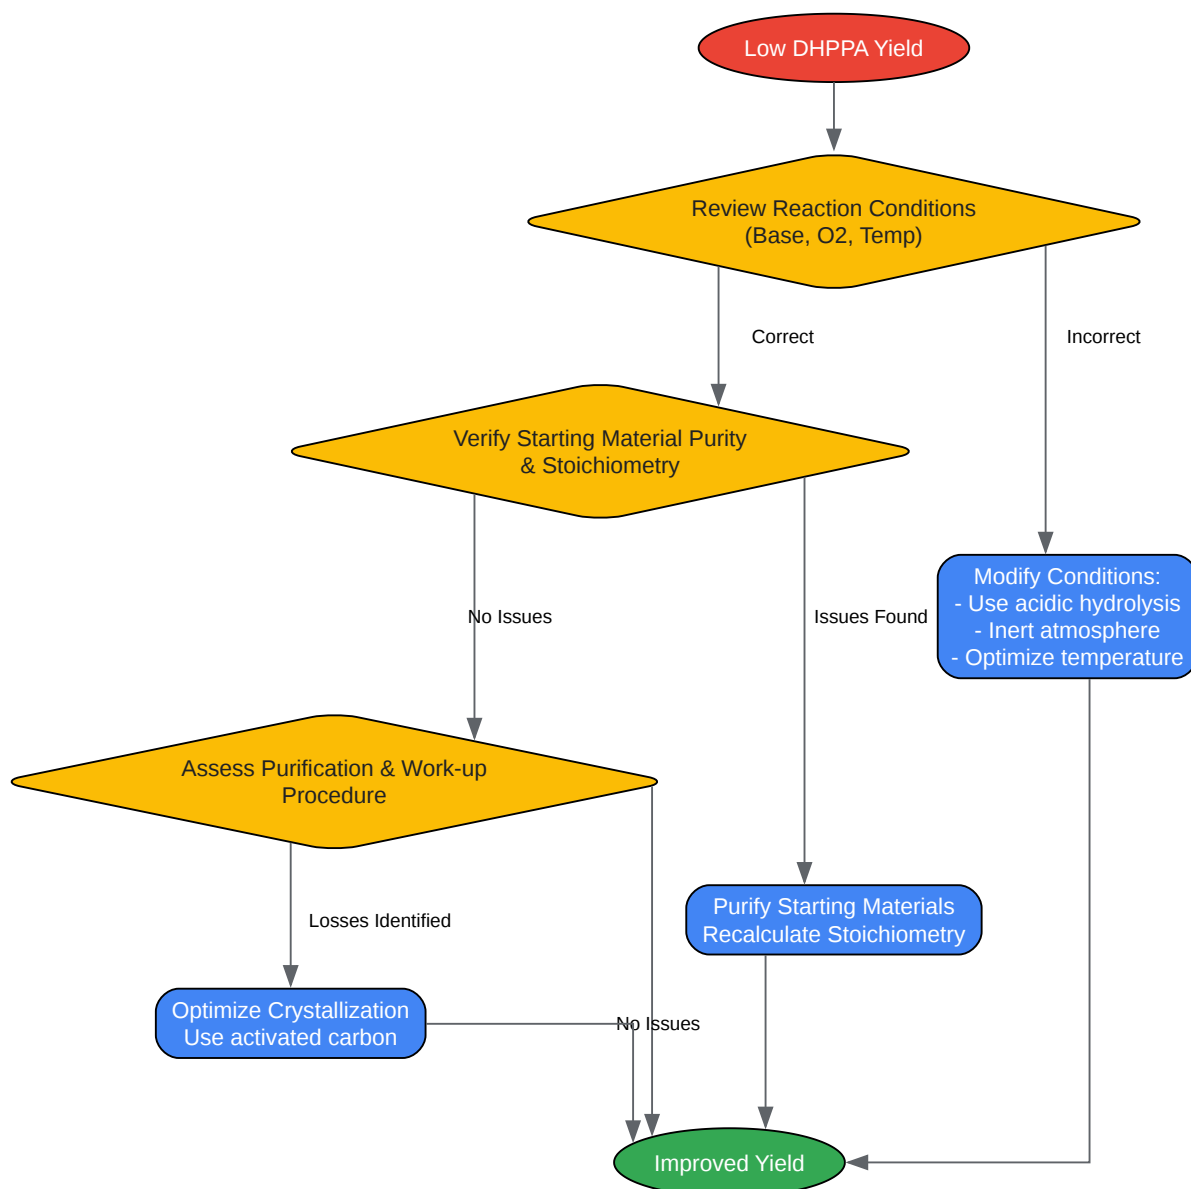 Low DHPPA Yield
Review Reaction Conditions
(Base, O2, Temp)
Correct
Incorrect
Verify Starting Material Purity
& Stoichiometry
No Issues
Issues Found
Modify Conditions:
- Use acidic hydrolysis
- Inert atmosphere
- Optimize temperature
Assess Purification & Work-up
Procedure
Losses Identified
Purify Starting Materials
Recalculate Stoichiometry
Optimize Crystallization
Use activated carbon
No Issues
Improved Yield